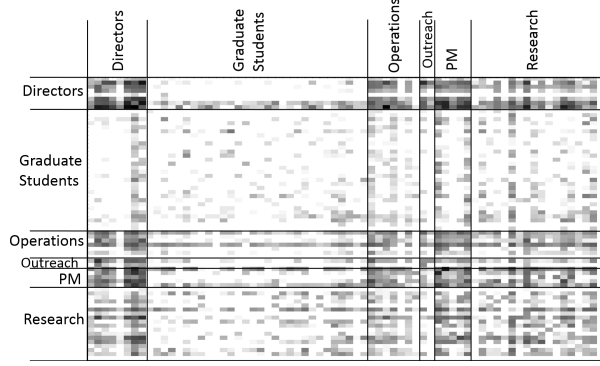 Directors
Graduate
Students
Operations
Outreach
PM
Research
Directors
Graduate
Students
Operations
Outreach
PM
Research